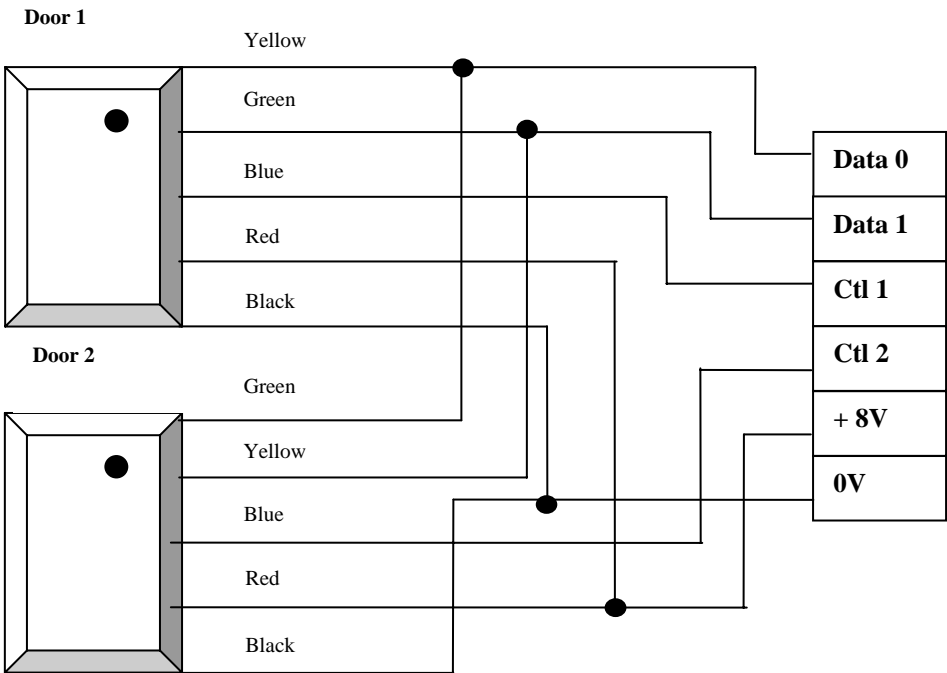 Door 1
Yellow
Green
Blue
Red
Black
Door 2
Green
Yellow
Blue
Red
Black
Data 0
Data 1
Ctl 1
Ctl 2
+ 8V
0V